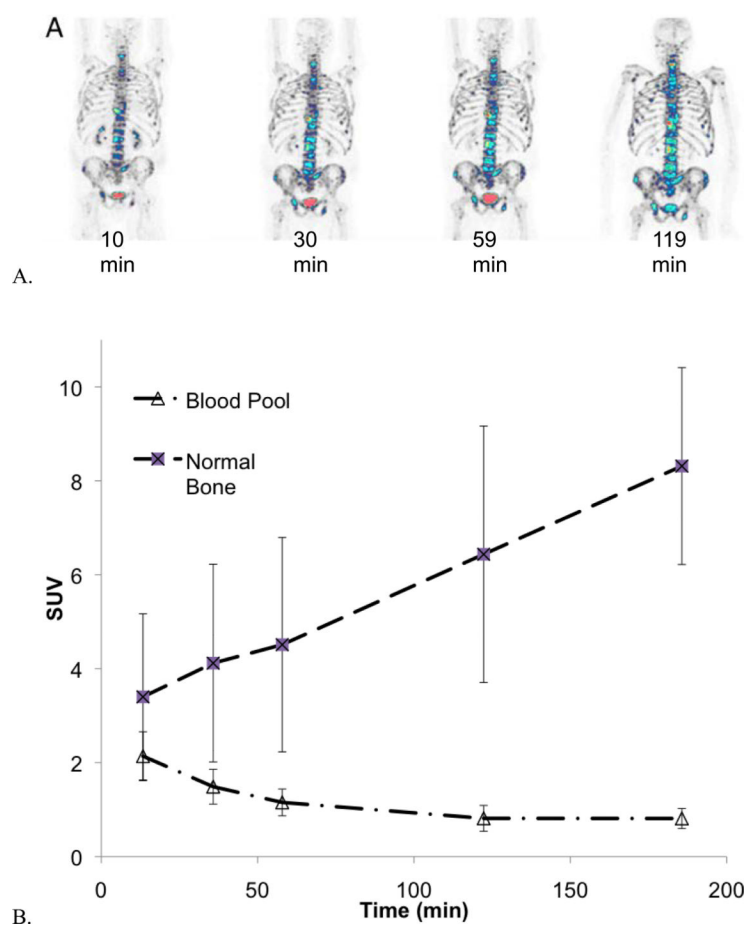 A
10
min
30
min
59
min
119
min
A.
10
8
6
4
2
0
SUV
Blood Pool
Normal
Bone
0 50 100 150 200
Time (min)
B.